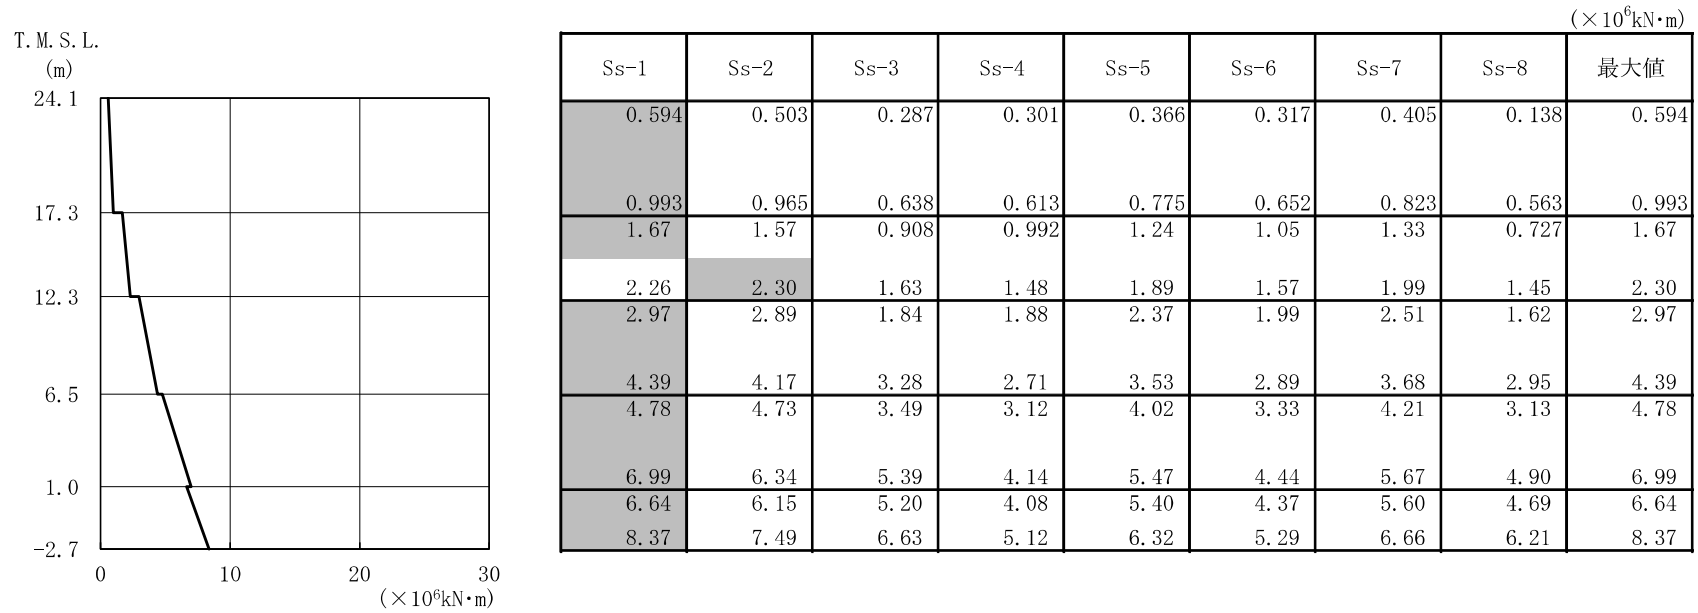 T.M.S.L.
(m)
24.1
17.3
12.3
6.5
1.0
-2.7
0 10 20 30
(×10⁶kN・m)
(×10⁶kN・m)
Ss-1 Ss-2 Ss-3 Ss-4 Ss-5 Ss-6 Ss-7 Ss-8 最大値
0.594 0.503 0.287 0.301 0.366 0.317 0.405 0.138 0.594
0.993 0.965 0.638 0.613 0.775 0.652 0.823 0.563 0.993
1.67 1.57 0.908 0.992 1.24 1.05 1.33 0.727 1.67
2.26 2.30 1.63 1.48 1.89 1.57 1.99 1.45 2.30
2.97 2.89 1.84 1.88 2.37 1.99 2.51 1.62 2.97
4.39 4.17 3.28 2.71 3.53 2.89 3.68 2.95 4.39
4.78 4.73 3.49 3.12 4.02 3.33 4.21 3.13 4.78
6.99 6.34 5.39 4.14 5.47 4.44 5.67 4.90 6.99
6.64 6.15 5.20 4.08 5.40 4.37 5.60 4.69 6.64
8.37 7.49 6.63 5.12 6.32 5.29 6.66 6.21 8.37